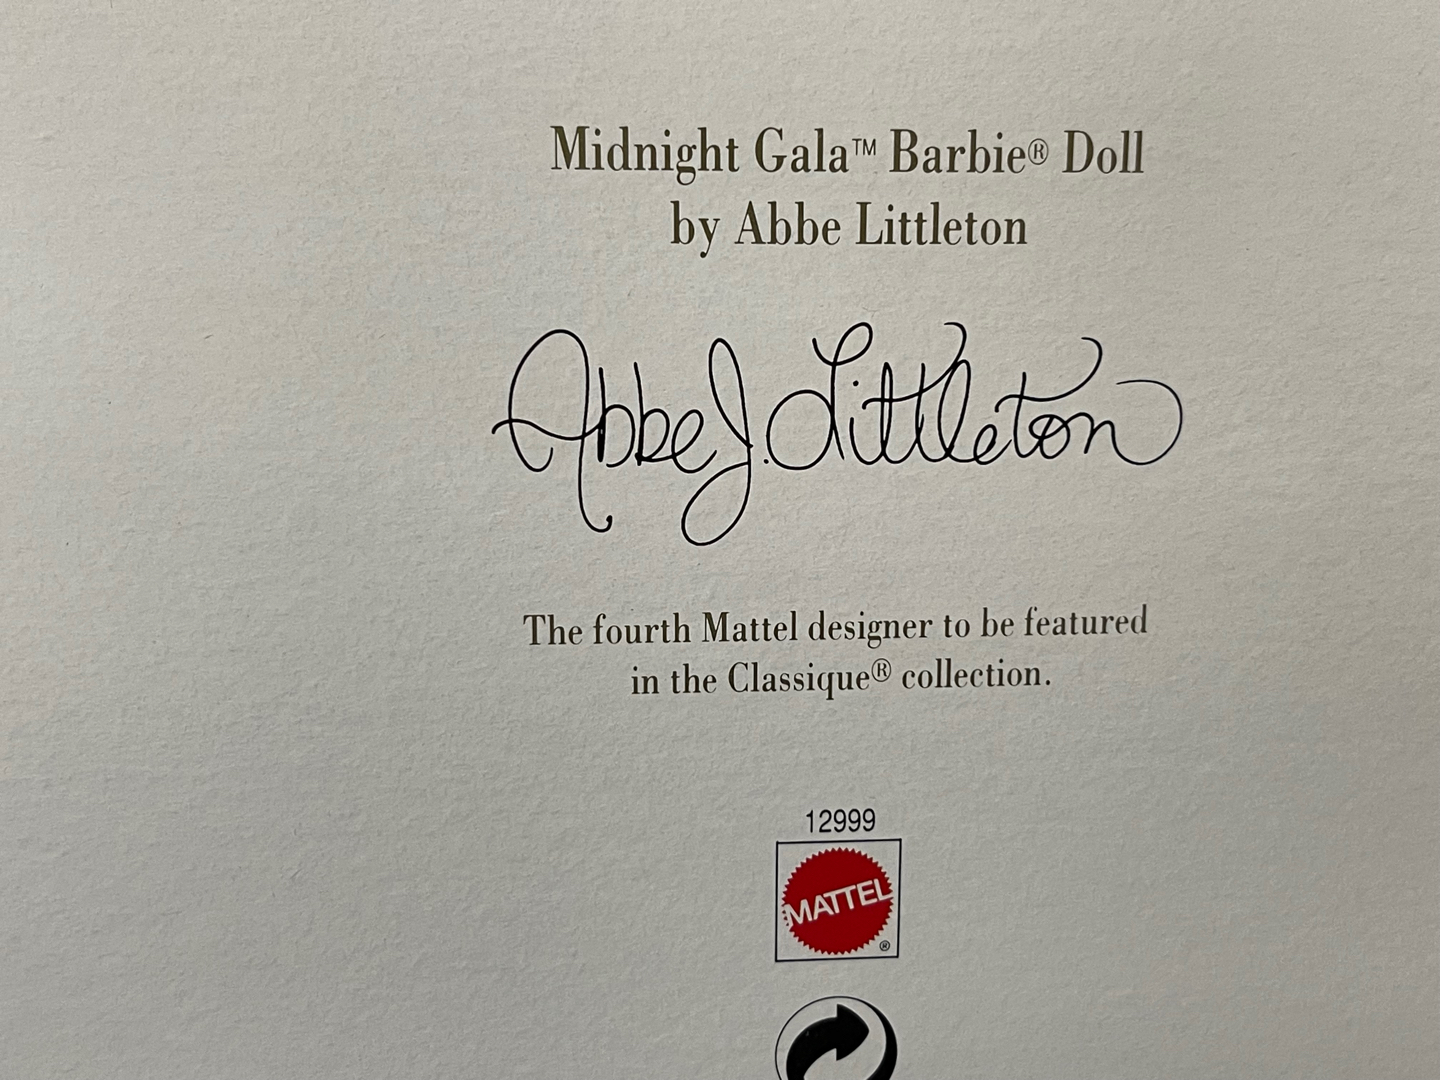 Midnight Gala™ Barbie® Doll
by Abbe Littleton
Abbe J. Littleton
The fourth Mattel designer to be featured
in the Classique® collection.
12999
MATTEL
®